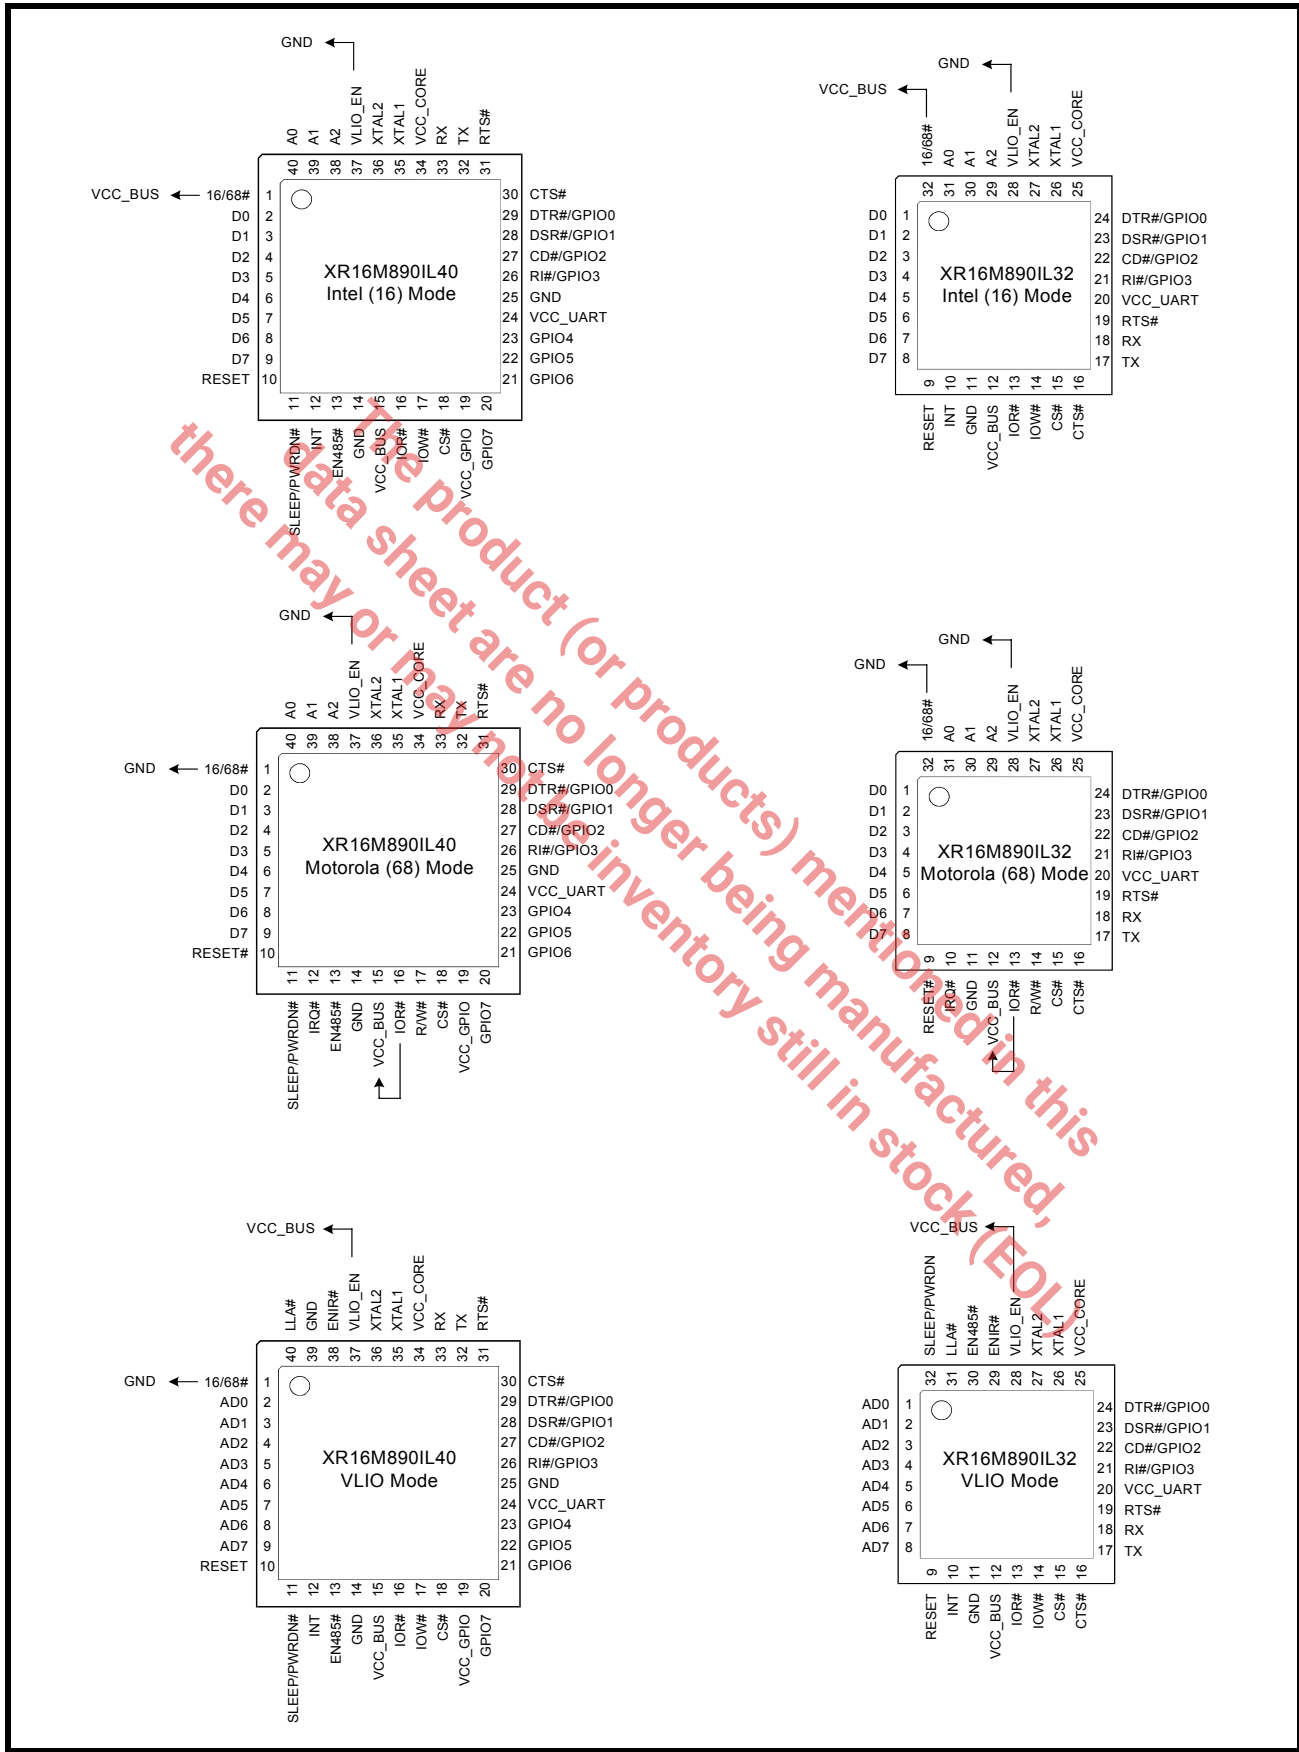 GND
A0
A1
A2
VLIO_EN
XTAL2
XTAL1
VCC_CORE
RX
TX
RTS#
40 39 38 37 36 35 34 33 32 31
VCC_BUS 16/68# 1
D0 2
D1 3
D2 4
D3 5
D4 6
D5 7
D6 8
D7 9
RESET 10
XR16M890IL40
Intel (16) Mode
30 CTS#
29 DTR#/GPIO0
28 DSR#/GPIO1
27 CD#/GPIO2
26 RI#/GPIO3
25 GND
24 VCC_UART
23 GPIO4
22 GPIO5
21 GPIO6
11 12 13 14 15 16 17 18 19 20
SLEEP/PWRDN#
INT
EN485#
GND
VCC_BUS
IOR#
IOW#
CS#
VCC_GPIO
GPIO7
GND
VCC_BUS
16/68#
A0
A1
A2
VLIO_EN
XTAL2
XTAL1
VCC_CORE
32 31 30 29 28 27 26 25
D0 1
D1 2
D2 3
D3 4
D4 5
D5 6
D6 7
D7 8
XR16M890IL32
Intel (16) Mode
24 DTR#/GPIO0
23 DSR#/GPIO1
22 CD#/GPIO2
21 RI#/GPIO3
20 VCC_UART
19 RTS#
18 RX
17 TX
9 10 11 12 13 14 15 16
RESET
INT
GND
VCC_BUS
IOR#
IOW#
CS#
CTS#
GND
A0
A1
A2
VLIO_EN
XTAL2
XTAL1
VCC_CORE
RX
TX
RTS#
40 39 38 37 36 35 34 33 32 31
GND 16/68# 1
D0 2
D1 3
D2 4
D3 5
D4 6
D5 7
D6 8
D7 9
RESET# 10
XR16M890IL40
Motorola (68) Mode
30 CTS#
29 DTR#/GPIO0
28 DSR#/GPIO1
27 CD#/GPIO2
26 RI#/GPIO3
25 GND
24 VCC_UART
23 GPIO4
22 GPIO5
21 GPIO6
11 12 13 14 15 16 17 18 19 20
SLEEP/PWRDN#
IRQ#
EN485#
GND
VCC_BUS
IOR#
R/W#
CS#
VCC_GPIO
GPIO7
GND
GND
16/68#
A0
A1
A2
VLIO_EN
XTAL2
XTAL1
VCC_CORE
32 31 30 29 28 27 26 25
D0 1
D1 2
D2 3
D3 4
D4 5
D5 6
D6 7
D7 8
XR16M890IL32
Motorola (68) Mode
24 DTR#/GPIO0
23 DSR#/GPIO1
22 CD#/GPIO2
21 RI#/GPIO3
20 VCC_UART
19 RTS#
18 RX
17 TX
9 10 11 12 13 14 15 16
RESET#
IRQ#
GND
VCC_BUS
IOR#
R/W#
CS#
CTS#
VCC_BUS
LLA#
GND
ENIR#
VLIO_EN
XTAL2
XTAL1
VCC_CORE
RX
TX
RTS#
40 39 38 37 36 35 34 33 32 31
GND 16/68# 1
AD0 2
AD1 3
AD2 4
AD3 5
AD4 6
AD5 7
AD6 8
AD7 9
RESET 10
XR16M890IL40
VLIO Mode
30 CTS#
29 DTR#/GPIO0
28 DSR#/GPIO1
27 CD#/GPIO2
26 RI#/GPIO3
25 GND
24 VCC_UART
23 GPIO4
22 GPIO5
21 GPIO6
11 12 13 14 15 16 17 18 19 20
SLEEP/PWRDN#
INT
EN485#
GND
VCC_BUS
IOR#
IOW#
CS#
VCC_GPIO
GPIO7
VCC_BUS
SLEEP/PWRDN
LLA#
EN485#
ENIR#
VLIO_EN
XTAL2
XTAL1
VCC_CORE
32 31 30 29 28 27 26 25
AD0 1
AD1 2
AD2 3
AD3 4
AD4 5
AD5 6
AD6 7
AD7 8
XR16M890IL32
VLIO Mode
24 DTR#/GPIO0
23 DSR#/GPIO1
22 CD#/GPIO2
21 RI#/GPIO3
20 VCC_UART
19 RTS#
18 RX
17 TX
9 10 11 12 13 14 15 16
RESET
INT
GND
VCC_BUS
IOR#
IOW#
CS#
CTS#
The product (or products) mentioned in this
data sheet are no longer being manufactured,
there may or may not be inventory still in stock (EOL)